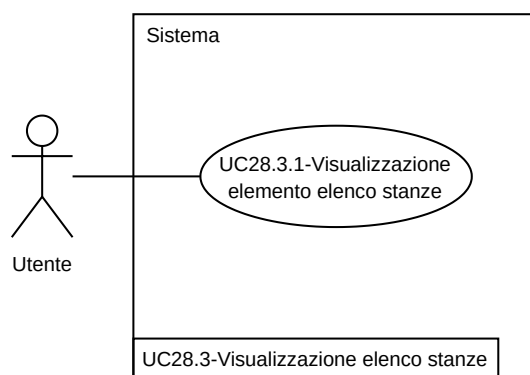 Sistema
UC28.3.1-Visualizzazione
elemento elenco stanze
Utente
UC28.3-Visualizzazione elenco stanze